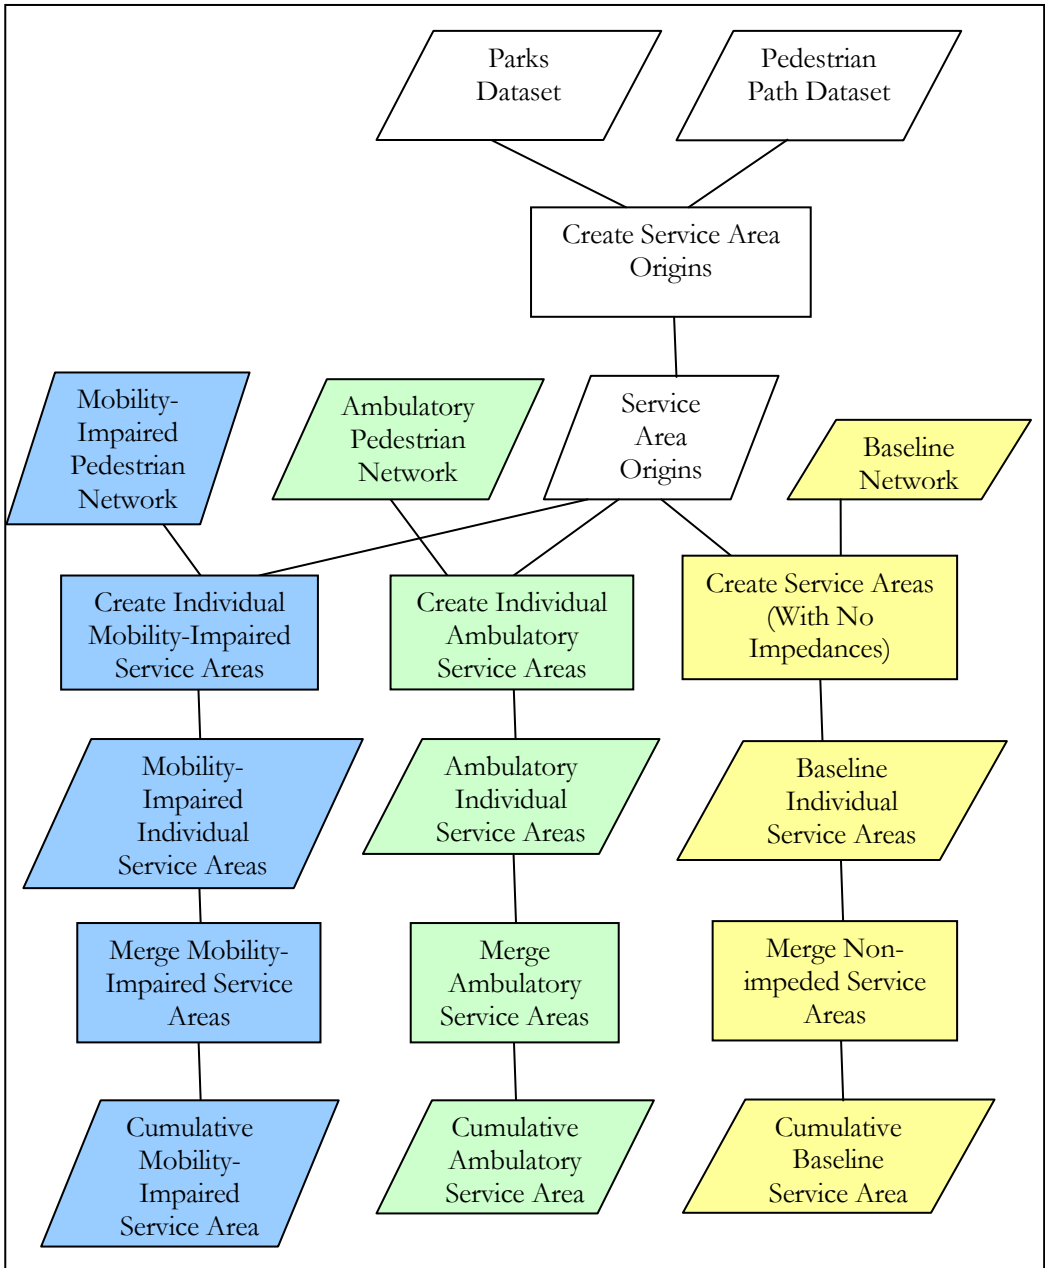 Parks
Dataset
Pedestrian
Path Dataset
Create Service Area
Origins
Mobility-
Impaired
Pedestrian
Network
Ambulatory
Pedestrian
Network
Service
Area
Origins
Baseline
Network
Create Individual
Mobility-Impaired
Service Areas
Create Individual
Ambulatory
Service Areas
Create Service Areas
(With No
Impedances)
Mobility-
Impaired
Individual
Service Areas
Ambulatory
Individual
Service Areas
Baseline
Individual
Service Areas
Merge Mobility-
Impaired Service
Areas
Merge
Ambulatory
Service Areas
Merge Non-
impeded Service
Areas
Cumulative
Mobility-
Impaired
Service Area
Cumulative
Ambulatory
Service Area
Cumulative
Baseline
Service Area